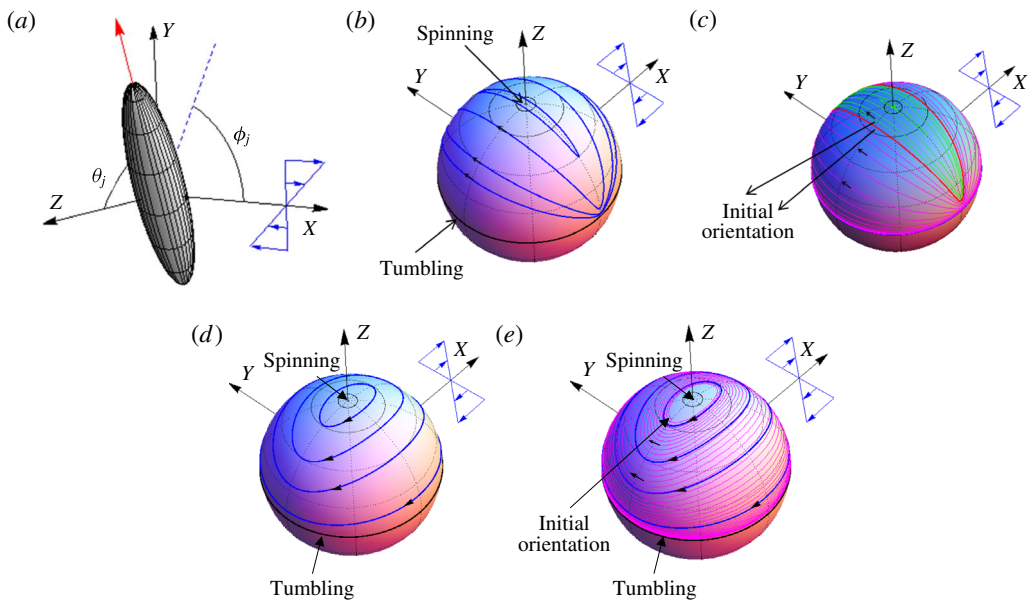 (a)
Y
ϕj
θj
Z
X
(b)
Spinning
Z
X
Y
Tumbling
(c)
Z
X
Y
Initial
orientation
(d)
Z
Spinning
X
Y
Tumbling
(e)
Z
Spinning
X
Y
Initial
orientation
Tumbling